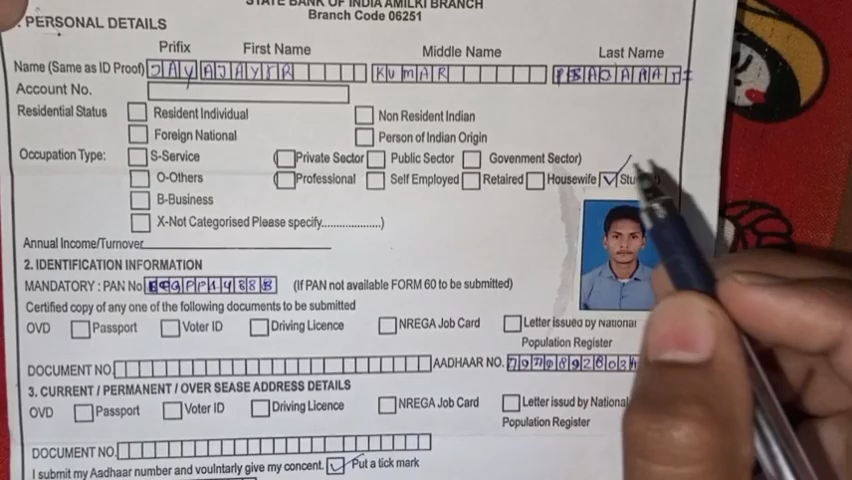 STATE BANK OF INDIA AMILKI BRANCH
Branch Code 06251
. PERSONAL DETAILS
Prifix First Name Middle Name Last Name
Name (Same as ID Proof) KUMAR
Account No.
Residential Status Resident Individual Non Resident Indian
Foreign National Person of Indian Origin
Occupation Type: S-Service (Private Sector Public Sector Govenment Sector)
O-Others (Professional Self Employed Retaired Housewife
B-Business
X-Not Categorised Please specify...................)
Annual Income/Turnover
2. IDENTIFICATION INFORMATION
MANDATORY : PAN No (If PAN not available FORM 60 to be submitted)
Certified copy of any one of the following documents to be submitted
OVD Passport Voter ID Driving Licence NREGA Job Card Letter issued by National
Population Register
DOCUMENT NO. AADHAAR NO.
3. CURRENT / PERMANENT / OVER SEASE ADDRESS DETAILS
OVD Passport Voter ID Driving Licence NREGA Job Card Letter issud by National
Population Register
DOCUMENT NO.
I submit my Aadhaar number and voulntarly give my concent. Put a tick mark